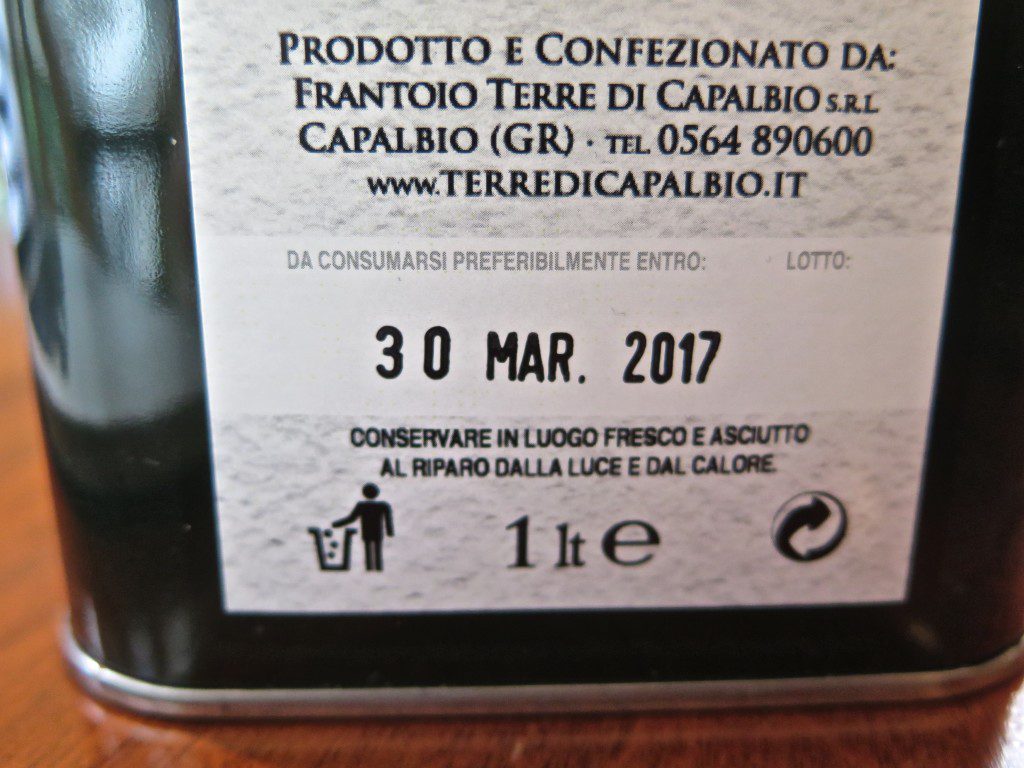 PRODOTTO E CONFEZIONATO DA:
FRANTOIO TERRE DI CAPALBIO S.R.L.
CAPALBIO (GR) · TEL. 0564 890600
WWW.TERREDICAPALBIO.IT
DA CONSUMARSI PREFERIBILMENTE ENTRO: LOTTO:
30 MAR. 2017
CONSERVARE IN LUOGO FRESCO E ASCIUTTO
AL RIPARO DALLA LUCE E DAL CALORE.
1 lt e